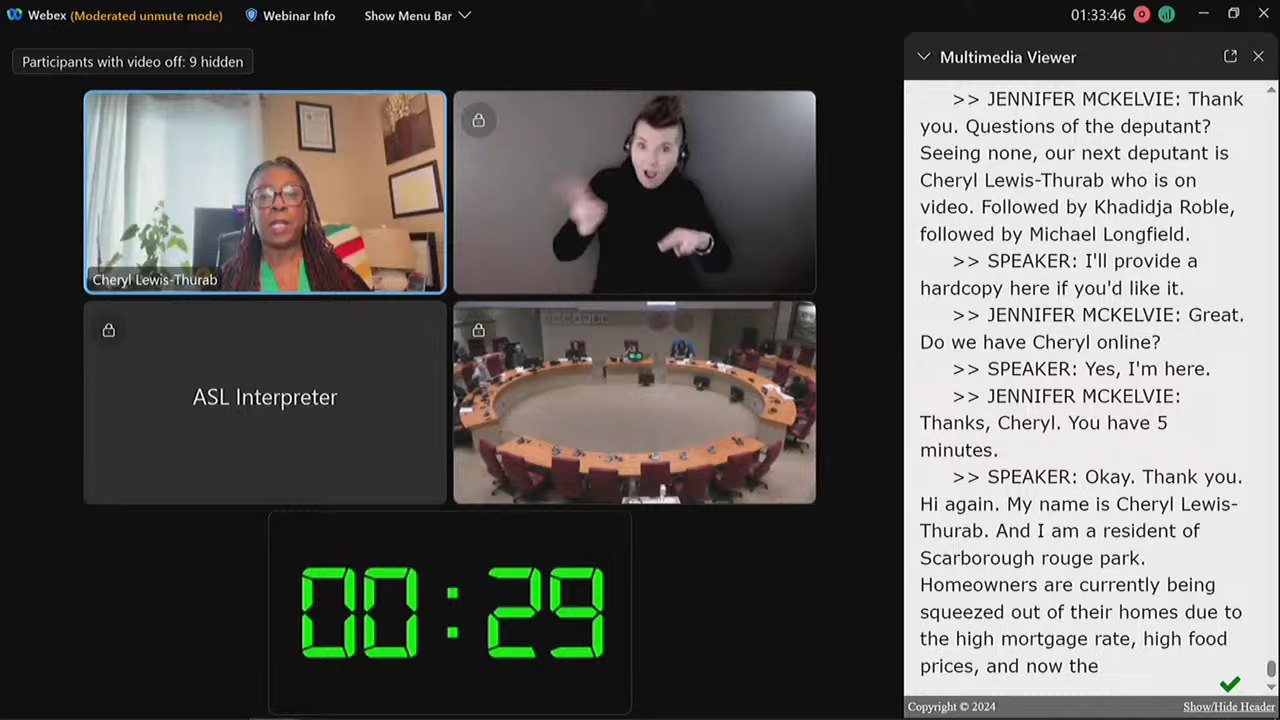 Webex (Moderated unmute mode) Webinar Info Show Menu Bar 01:33:46
Participants with video off: 9 hidden
Cheryl Lewis-Thurab
ASL Interpreter
00:29
Multimedia Viewer
>> JENNIFER MCKELVIE: Thank
you. Questions of the deputant?
Seeing none, our next deputant is
Cheryl Lewis-Thurab who is on
video. Followed by Khadidja Roble,
followed by Michael Longfield.
>> SPEAKER: I'll provide a
hardcopy here if you'd like it.
>> JENNIFER MCKELVIE: Great.
Do we have Cheryl online?
>> SPEAKER: Yes, I'm here.
>> JENNIFER MCKELVIE:
Thanks, Cheryl. You have 5
minutes.
>> SPEAKER: Okay. Thank you.
Hi again. My name is Cheryl Lewis-
Thurab. And I am a resident of
Scarborough rouge park.
Homeowners are currently being
squeezed out of their homes due to
the high mortgage rate, high food
prices, and now the
Copyright © 2024 Show/Hide Header